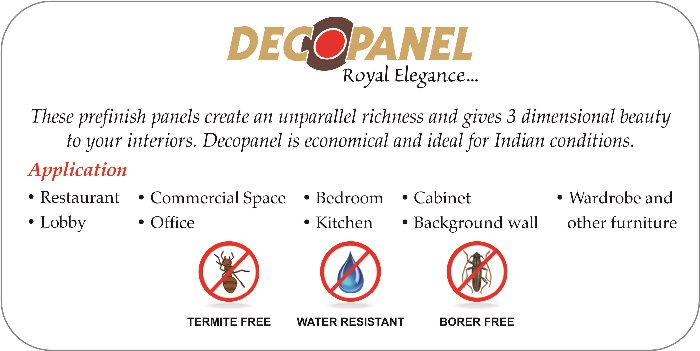 DECOPANEL
Royal Elegance...
These prefinish panels create an unparallel richness and gives 3 dimensional beauty
to your interiors. Decopanel is economical and ideal for Indian conditions.
Application
• Restaurant • Commercial Space • Bedroom • Cabinet • Wardrobe and
• Lobby • Office • Kitchen • Background wall other furniture
TERMITE FREE WATER RESISTANT BORER FREE